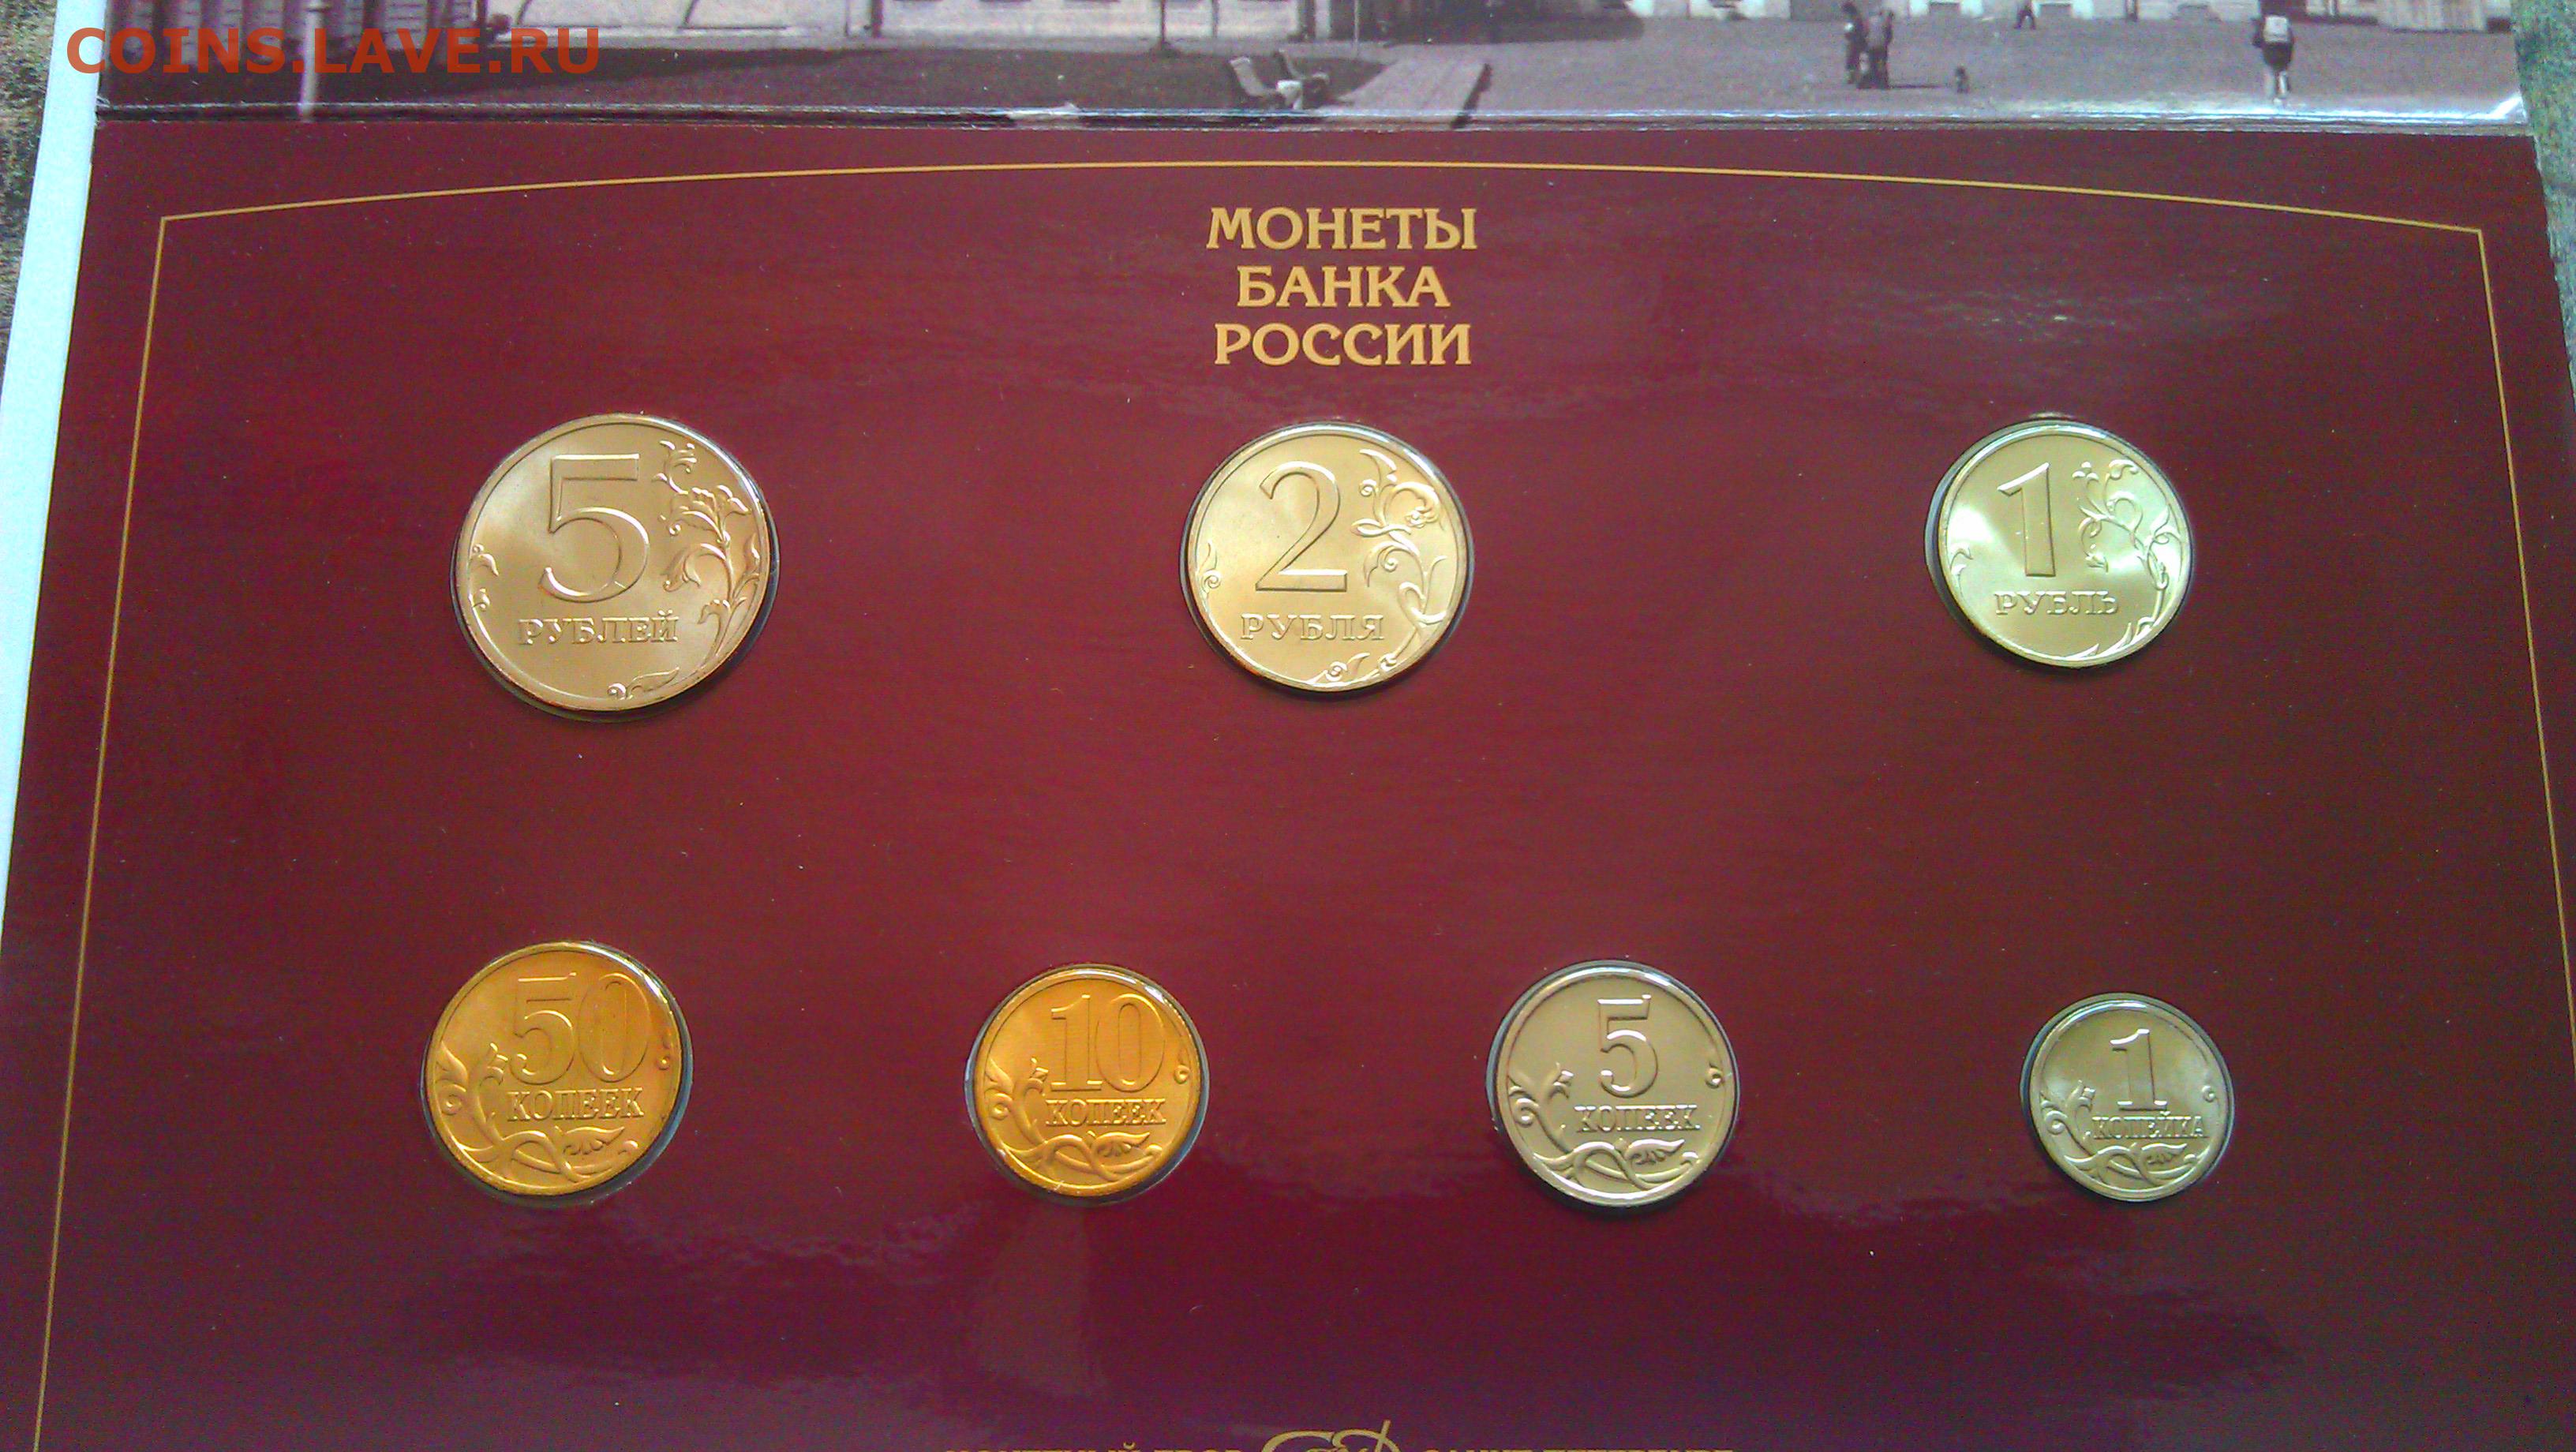 COINS.LAVE.RU
МОНЕТЫ
БАНКА
РОССИИ
5
РУБЛЕЙ
2
РУБЛЯ
1
РУБЛЬ
50
КОПЕЕК
10
КОПЕЕК
5
КОПЕЕК
1
КОПЕЙКА